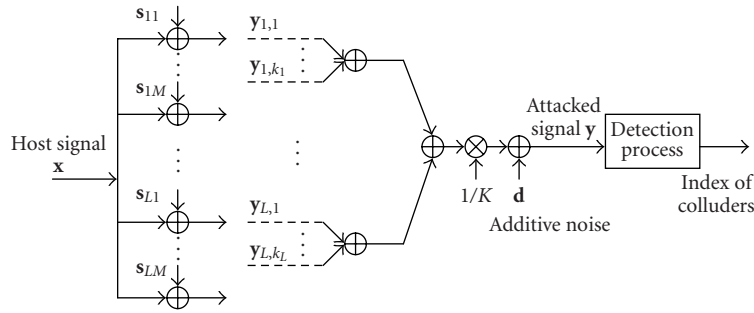 s11
s1M
Host signal
x
sL1
sLM
y1,1
y1,k1
yL,1
yL,kL
1/K
d
Additive noise
Attacked
signal y
Detection
process
Index of
colluders